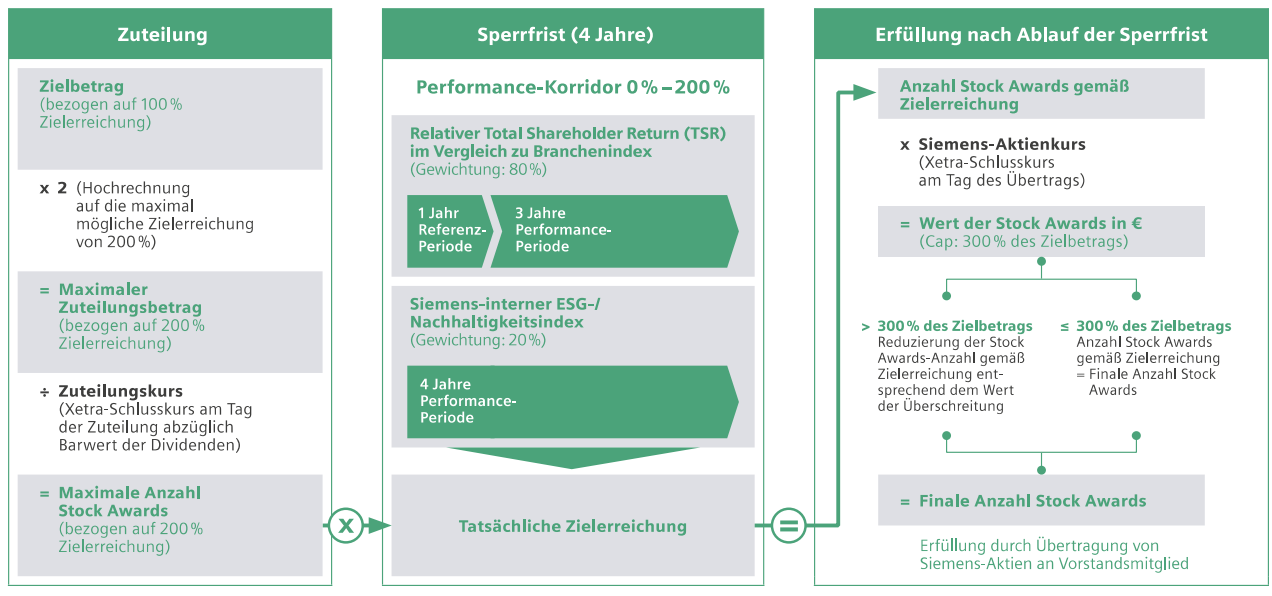 Zuteilung
Zielbetrag
(bezogen auf 100 %
Zielerreichung)
x 2 (Hochrechnung
auf die maximal
mögliche Zielerreichung
von 200 %)
= Maximaler
Zuteilungsbetrag
(bezogen auf 200 %
Zielerreichung)
÷ Zuteilungskurs
(Xetra-Schlusskurs am Tag
der Zuteilung abzüglich
Barwert der Dividenden)
= Maximale Anzahl
Stock Awards
(bezogen auf 200 %
Zielerreichung)
x
Sperrfrist (4 Jahre)
Performance-Korridor 0 % – 200 %
Relativer Total Shareholder Return (TSR)
im Vergleich zu Branchenindex
(Gewichtung: 80 %)
1 Jahr
Referenz-
Periode
3 Jahre
Performance-
Periode
Siemens-interner ESG-/
Nachhaltigkeitsindex
(Gewichtung: 20 %)
4 Jahre
Performance-
Periode
Tatsächliche Zielerreichung
=
Erfüllung nach Ablauf der Sperrfrist
Anzahl Stock Awards gemäß
Zielerreichung
x Siemens-Aktienkurs
(Xetra-Schlusskurs
am Tag des Übertrags)
= Wert der Stock Awards in €
(Cap: 300 % des Zielbetrags)
> 300 % des Zielbetrags
Reduzierung der Stock
Awards-Anzahl gemäß
Zielerreichung ent-
sprechend dem Wert
der Überschreitung
≤ 300 % des Zielbetrags
Anzahl Stock Awards
gemäß Zielerreichung
= Finale Anzahl Stock
Awards
= Finale Anzahl Stock Awards
Erfüllung durch Übertragung von
Siemens-Aktien an Vorstandsmitglied